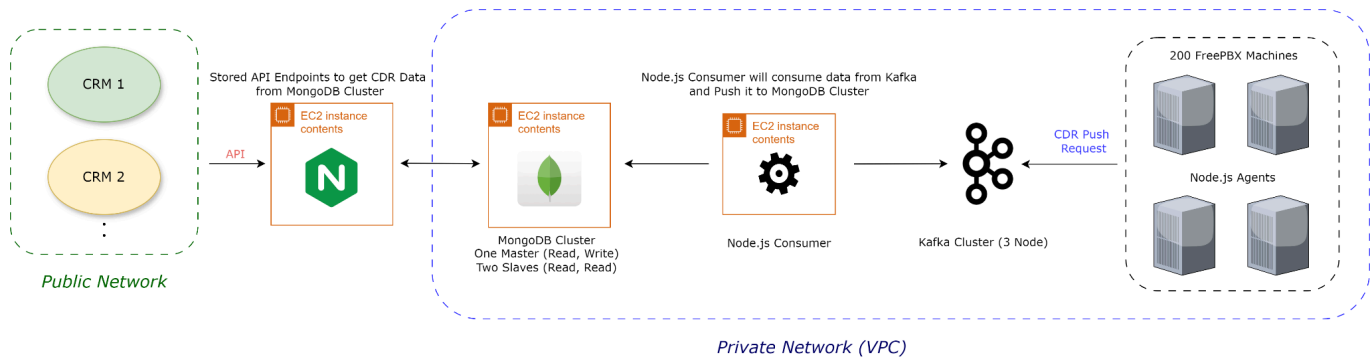 CRM 1
CRM 2
Public Network
Stored API Endpoints to get CDR Data
from MongoDB Cluster
API
EC2 instance
contents
N
EC2 instance
contents
MongoDB Cluster
One Master (Read, Write)
Two Slaves (Read, Read)
Node.js Consumer will consume data from Kafka
and Push it to MongoDB Cluster
EC2 instance
contents
Node.js Consumer
Kafka Cluster (3 Node)
CDR Push
Request
200 FreePBX Machines
Node.js Agents
Private Network (VPC)